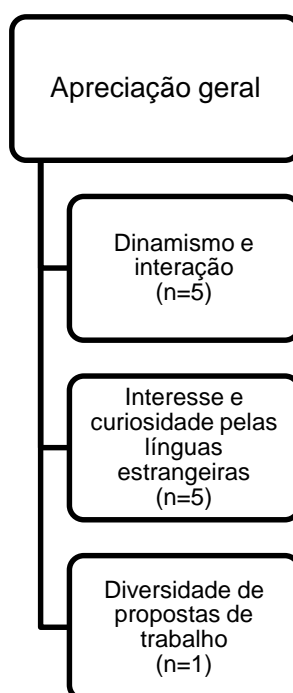 Apreciação geral
Dinamismo e
interação
(n=5)
Interesse e
curiosidade pelas
línguas
estrangeiras
(n=5)
Diversidade de
propostas de
trabalho
(n=1)